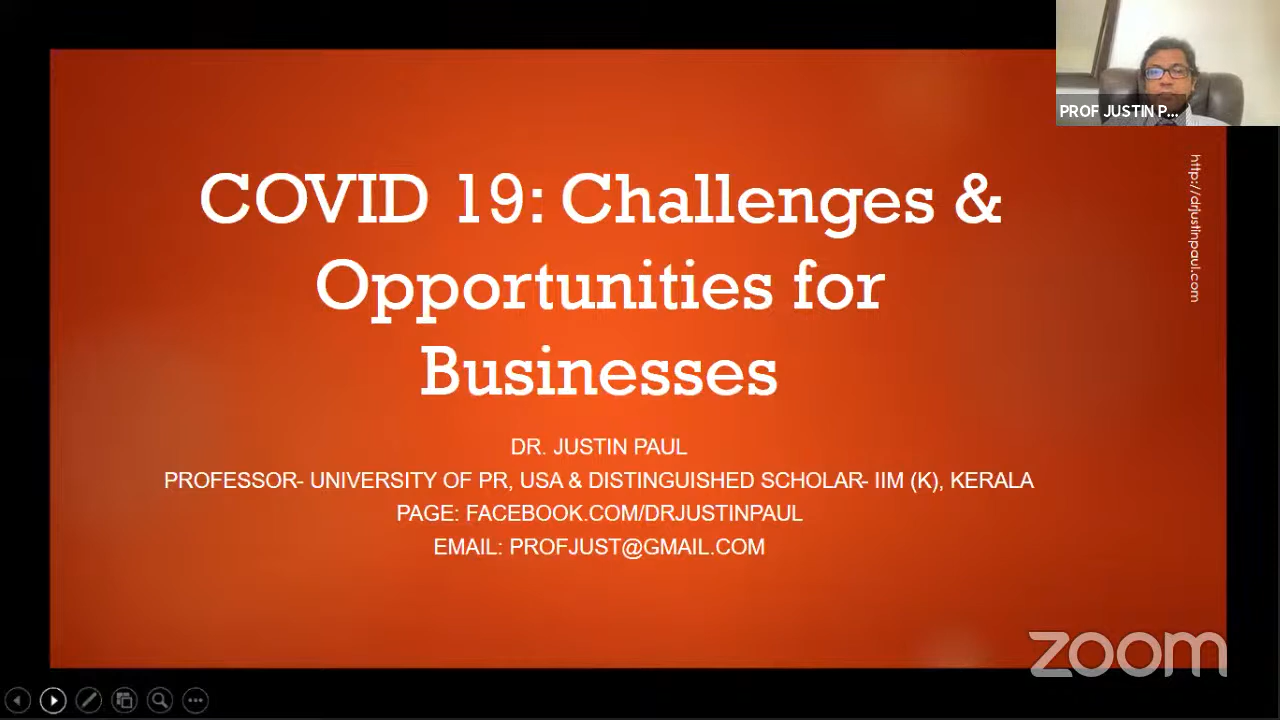 PROF JUSTIN P...
http://drjustinpaul.com
COVID 19: Challenges &
Opportunities for
Businesses
DR. JUSTIN PAUL
PROFESSOR- UNIVERSITY OF PR, USA & DISTINGUISHED SCHOLAR- IIM (K), KERALA
PAGE: FACEBOOK.COM/DRJUSTINPAUL
EMAIL: PROFJUST@GMAIL.COM
zoom